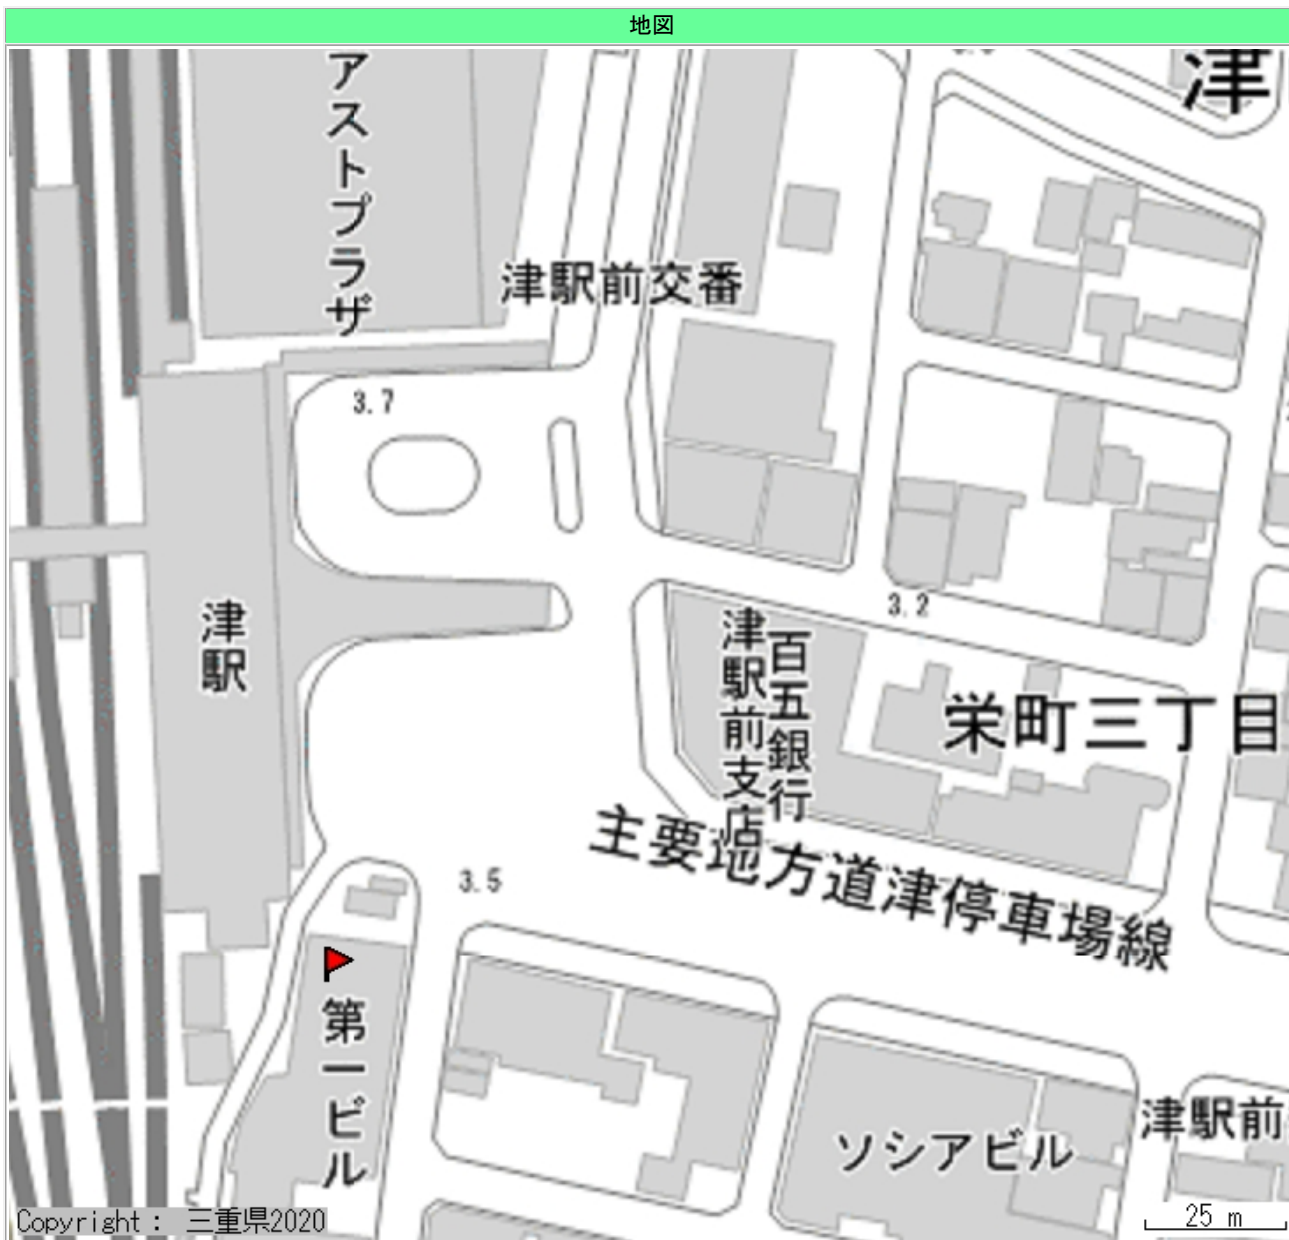 地図
津
アストプラザ
津駅前交番
3.7
3.2
津駅
百五銀行
津駅前支店
栄町三丁目
主要地方道津停車場線
3.5
第一ビル
ソシアビル
津駅前
Copyright : 三重県2020
25 m